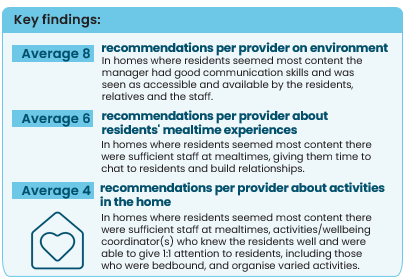 Key findings:
Average 8
recommendations per provider on environment
In homes where residents seemed most content the
manager had good communication skills and was
seen as accessible and available by the residents,
relatives and the staff.
Average 6
recommendations per provider about
residents' mealtime experiences
In homes where residents seemed most content there
were sufficient staff at mealtimes, giving them time to
chat to residents and build relationships.
Average 4
recommendations per provider about activities
in the home
In homes where residents seemed most content there
were sufficient staff at mealtimes, activities/wellbeing
coordinator(s) who knew the residents well and were
able to give 1:1 attention to residents, including those
who were bedbound, and organise varied activities.